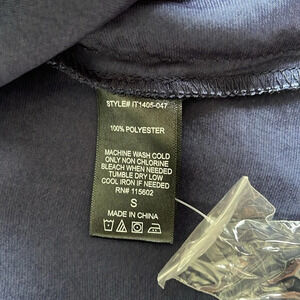 STYLE# IT1405-047
100% POLYESTER
MACHINE WASH COLD
ONLY NON CHLORINE
BLEACH WHEN NEEDED
TUMBLE DRY LOW
COOL IRON IF NEEDED
RN# 115602
S
MADE IN CHINA